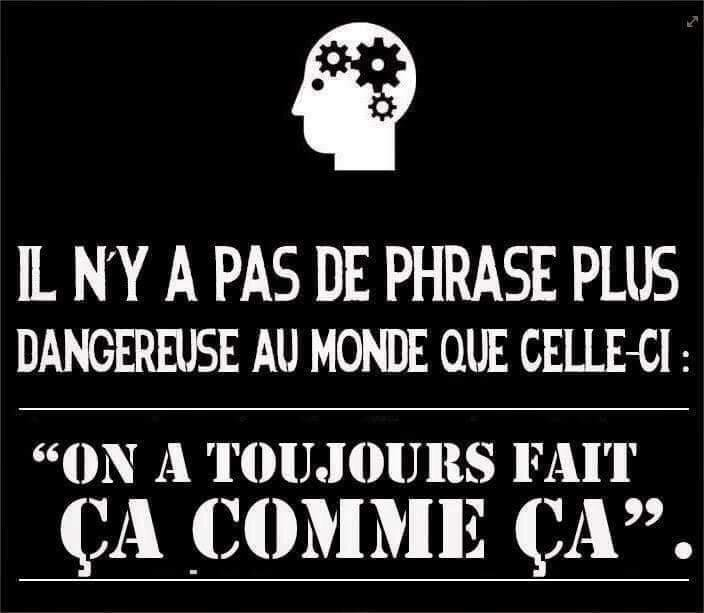 IL N'Y A PAS DE PHRASE PLUS
DANGEREUSE AU MONDE QUE CELLE-CI :
“ON A TOUJOURS FAIT
ÇA COMME ÇA”.